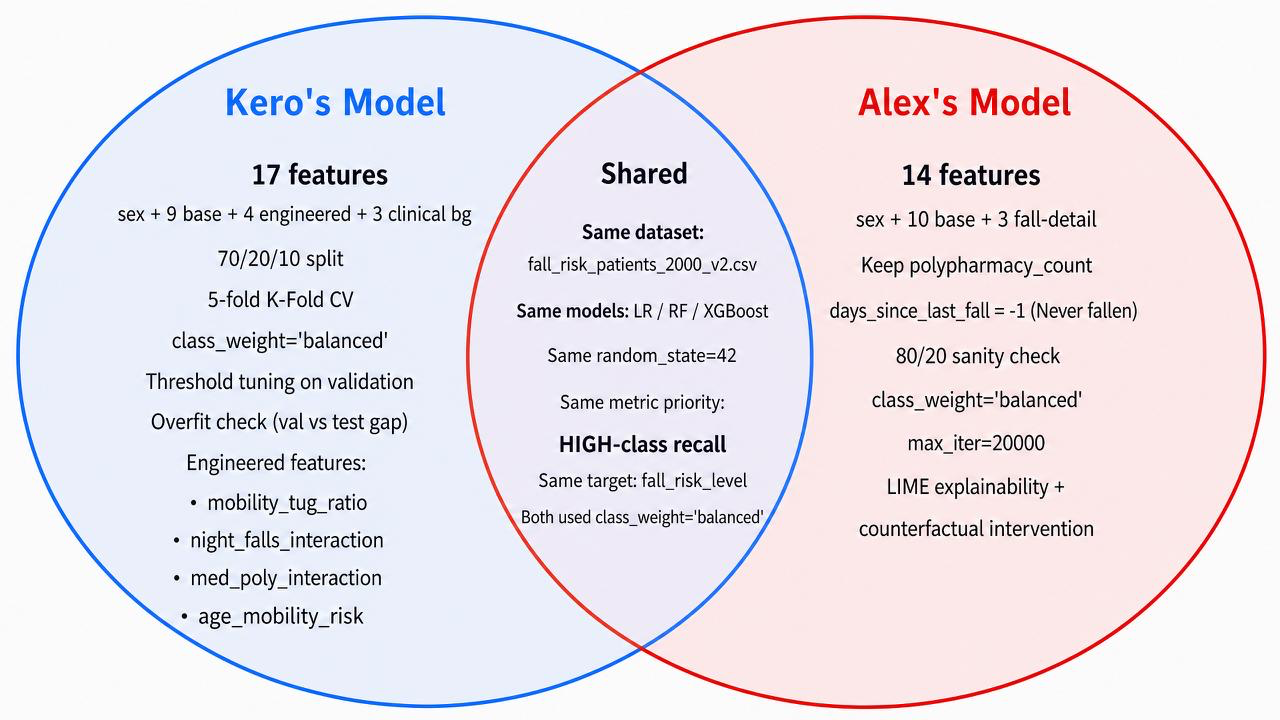 Kero's Model
17 features
sex + 9 base + 4 engineered + 3 clinical bg
70/20/10 split
5-fold K-Fold CV
class_weight='balanced'
Threshold tuning on validation
Overfit check (val vs test gap)
Engineered features:
• mobility_tug_ratio
• night_falls_interaction
• med_poly_interaction
• age_mobility_risk
Shared
Same dataset:
fall_risk_patients_2000_v2.csv
Same models: LR / RF / XGBoost
Same random_state=42
Same metric priority:
HIGH-class recall
Same target: fall_risk_level
Both used class_weight='balanced'
Alex's Model
14 features
sex + 10 base + 3 fall-detail
Keep polypharmacy_count
days_since_last_fall = -1 (Never fallen)
80/20 sanity check
class_weight='balanced'
max_iter=20000
LIME explainability +
counterfactual intervention